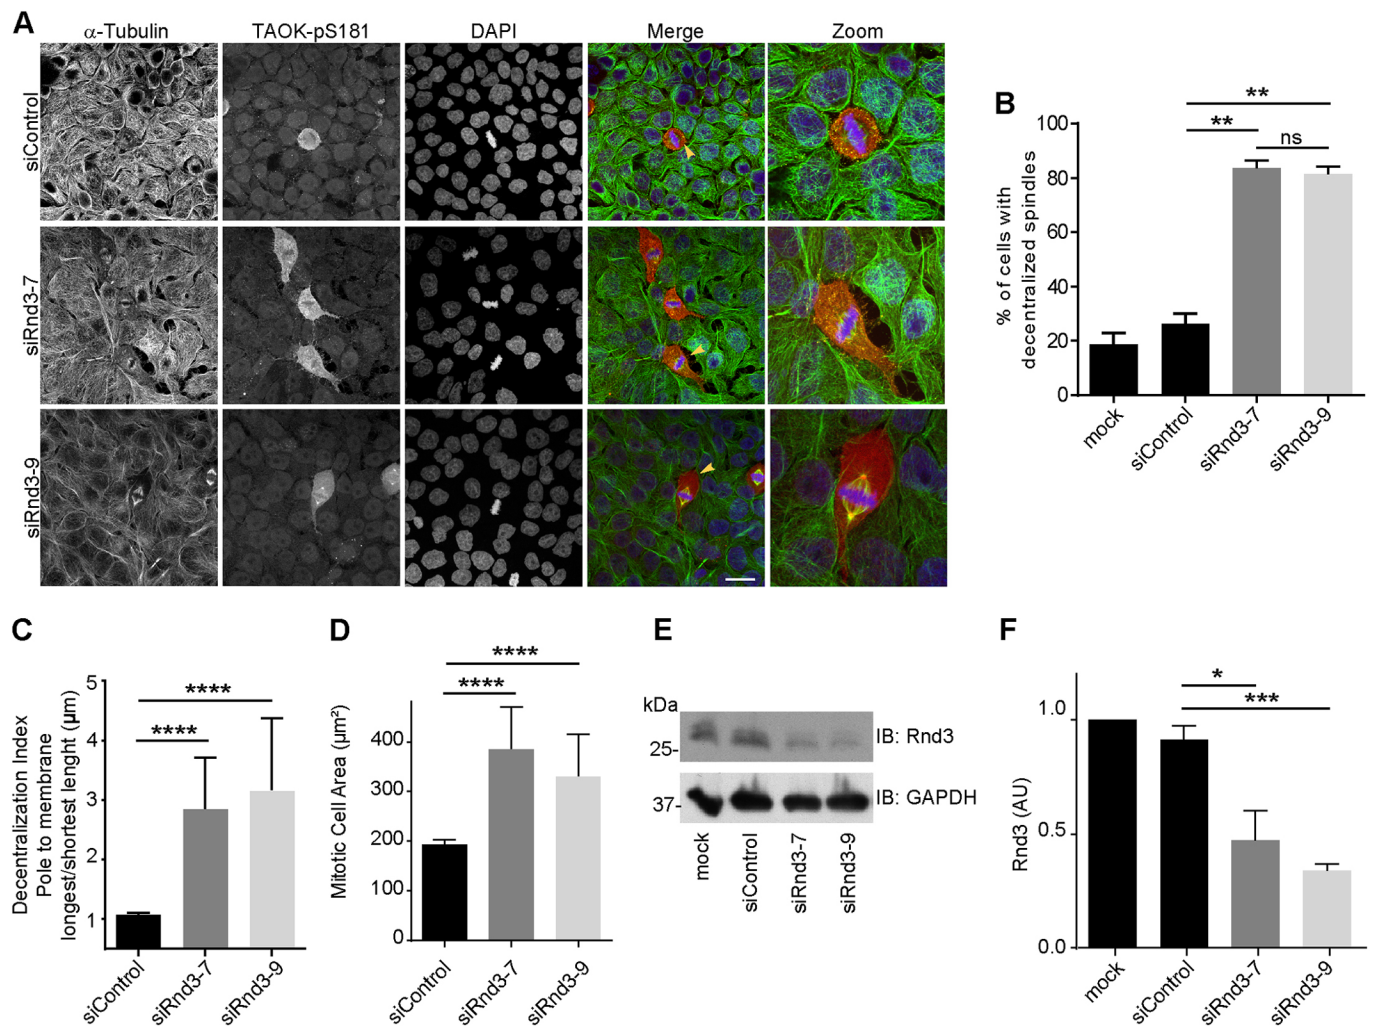 A
α-Tubulin TAOK-pS181 DAPI Merge Zoom
siControl
siRnd3-7
siRnd3-9
B
% of cells with
decentralized spindles
100
80
60
40
20
0
**
**
ns
mock siControl siRnd3-7 siRnd3-9
C
Decentralization Index
Pole to membrane
longest/shortest lenght (µm)
5
4
3
2
1
****
****
siControl siRnd3-7 siRnd3-9
D
Mitotic Cell Area (µm²)
400
300
200
100
0
****
****
siControl siRnd3-7 siRnd3-9
E
kDa
25- IB: Rnd3
37- IB: GAPDH
mock siControl siRnd3-7 siRnd3-9
F
Rnd3 (AU)
1.0
0.5
0.0
*
***
mock siControl siRnd3-7 siRnd3-9